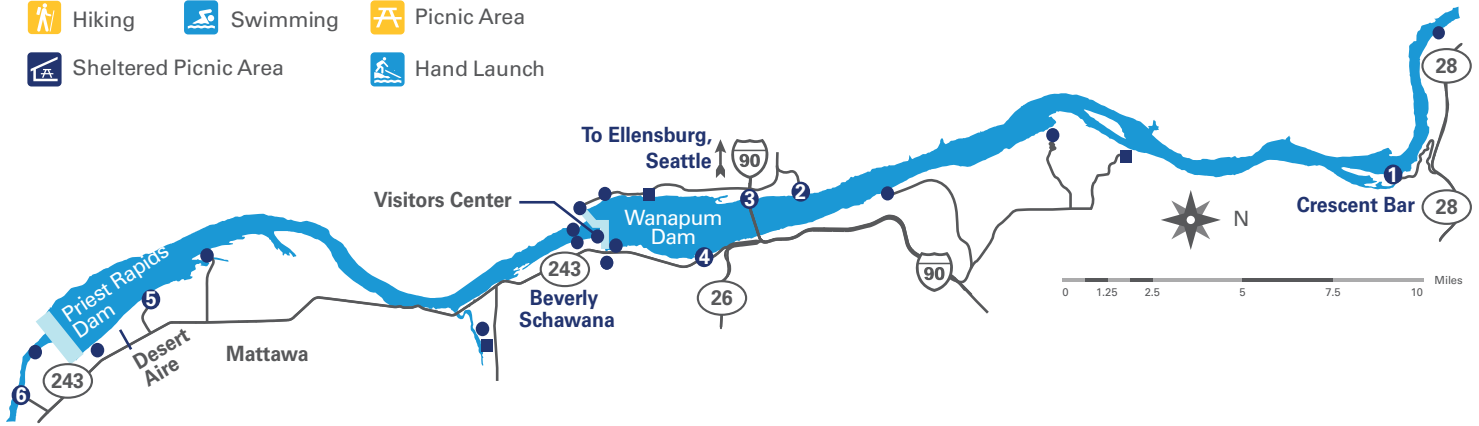 Hiking
Swimming
Picnic Area
Sheltered Picnic Area
Hand Launch
28
To Ellensburg,
Seattle
90
1
2
3
Visitors Center
Wanapum
Dam
Crescent Bar
28
N
4
243
90
26
Beverly
Schawana
0 1.25 2.5 5 7.5 10 Miles
Priest Rapids
Dam
5
Desert
Aire
Mattawa
243
6